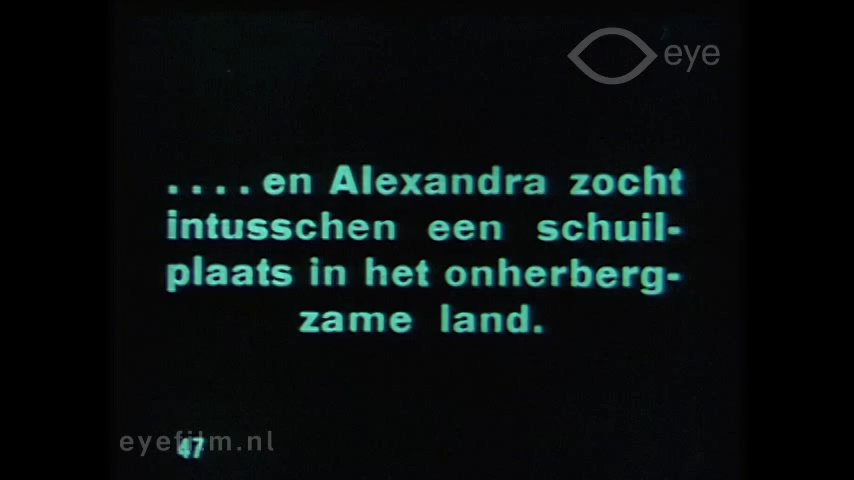 eye
....en Alexandra zocht
intusschen een schuil-
plaats in het onherberg-
zame land.
eyefilm.nl
47